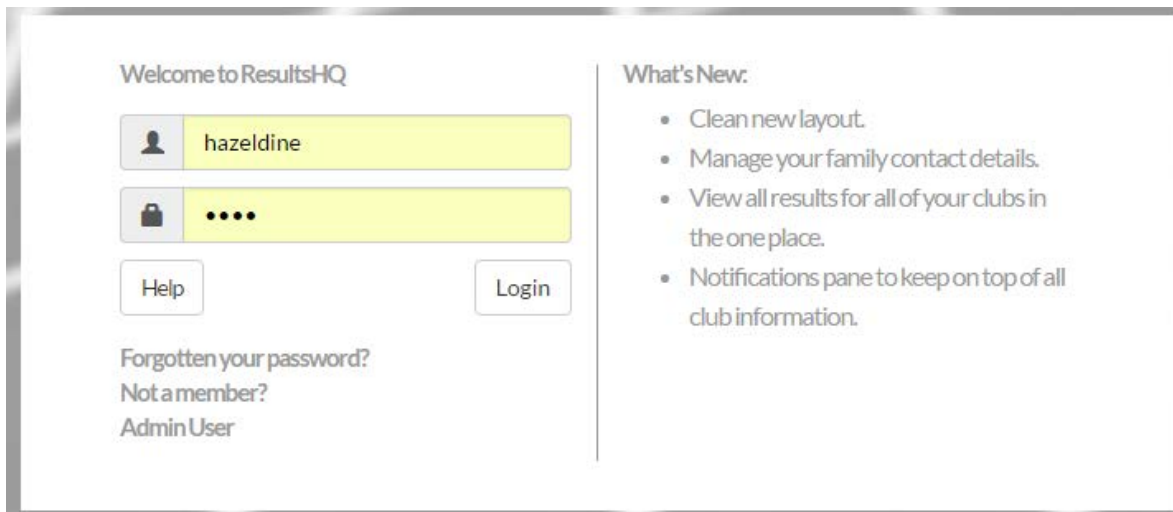 Welcome to ResultsHQ
hazeldine
••••
Help
Login
Forgotten your password?
Not a member?
Admin User
What's New:
• Clean new layout.
• Manage your family contact details.
• View all results for all of your clubs in
the one place.
• Notifications pane to keep on top of all
club information.